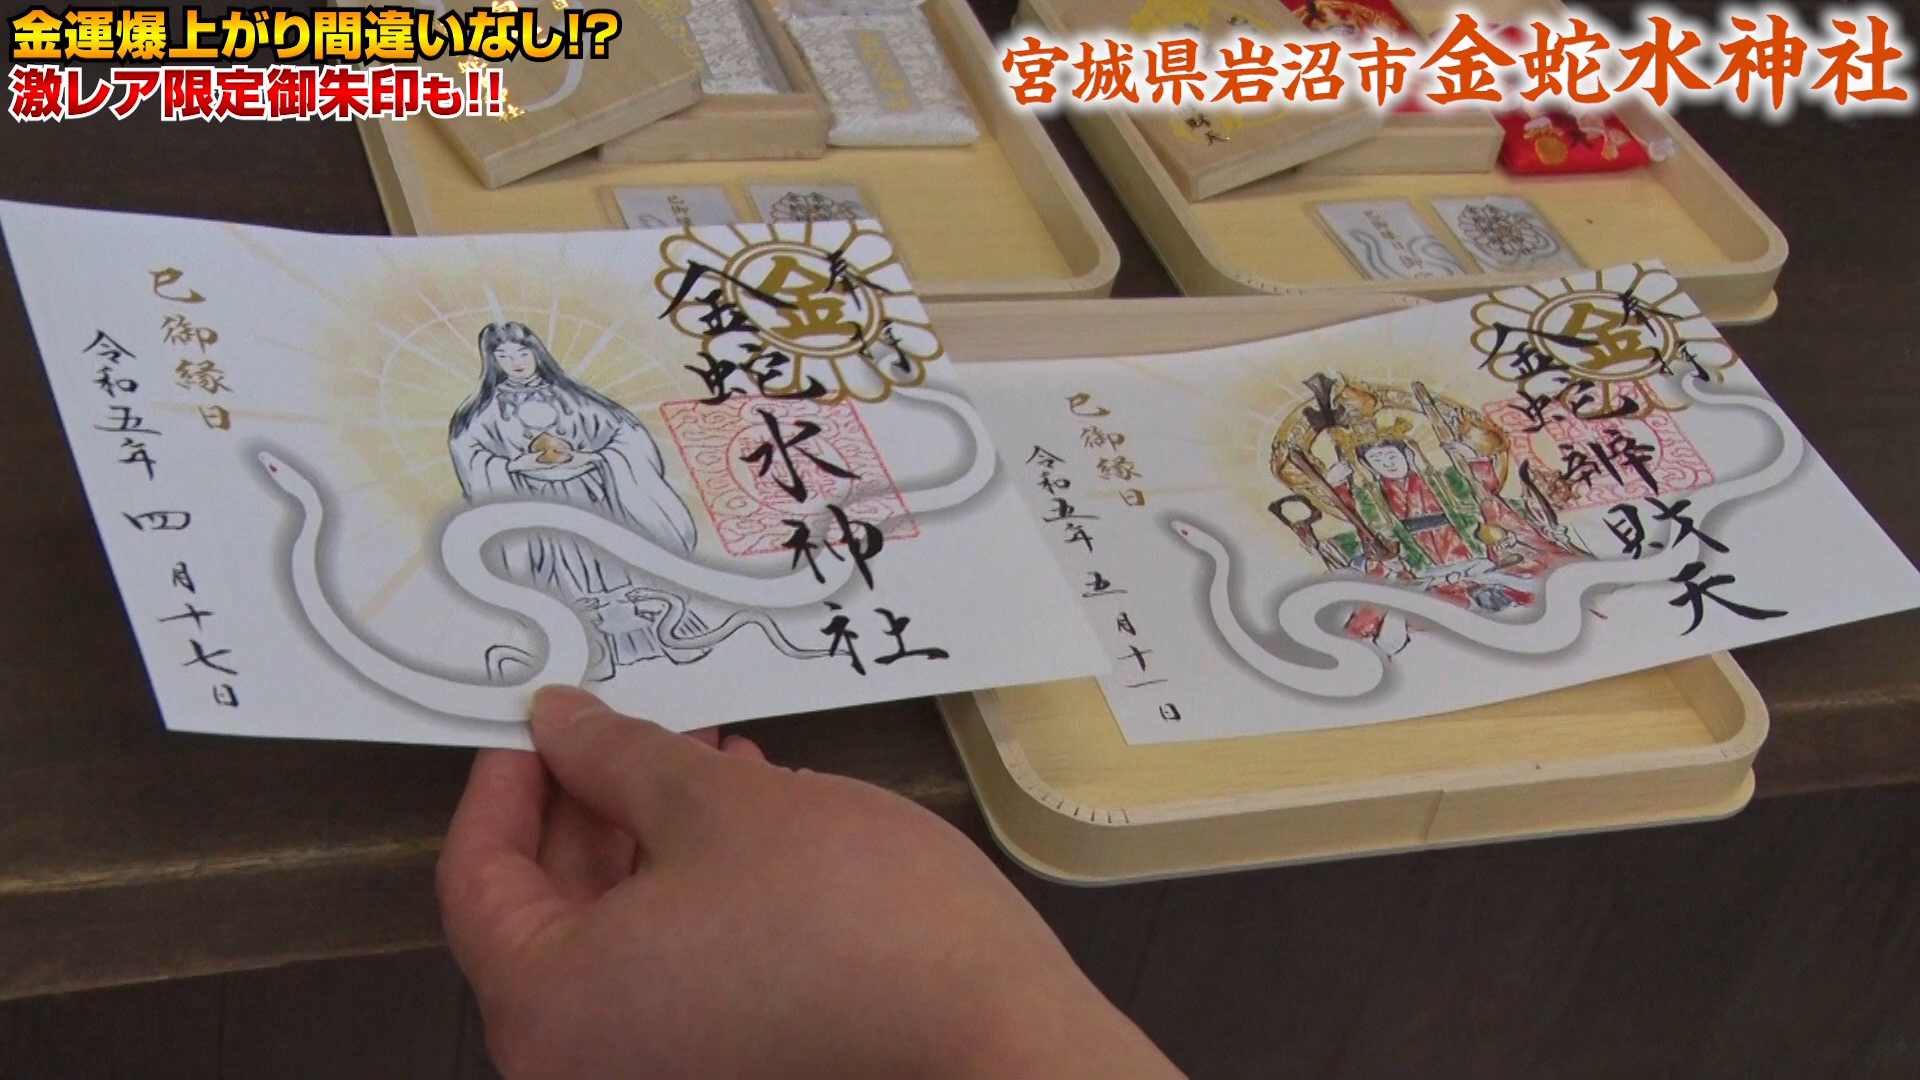 金運爆上がり間違いなし!?
激レア限定御朱印も!!
宮城県岩沼市金蛇水神社
奉拝
金
金蛇水神社
巳御縁日
令和五年 四月十七日
奉拝
金
金蛇辨財天
巳御縁日
令和五年 五月十一日